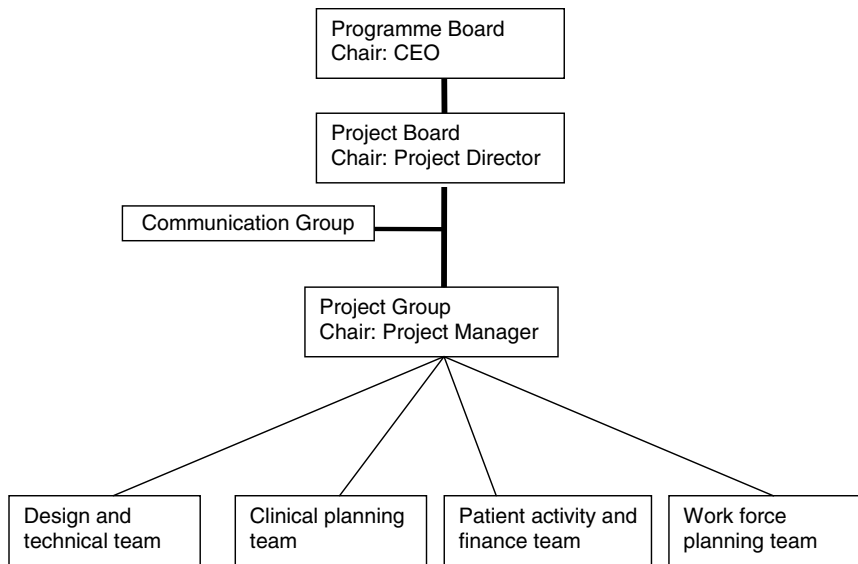 Programme Board
Chair: CEO
Project Board
Chair: Project Director
Communication Group
Project Group
Chair: Project Manager
Design and
technical team
Clinical planning
team
Patient activity and
finance team
Work force
planning team